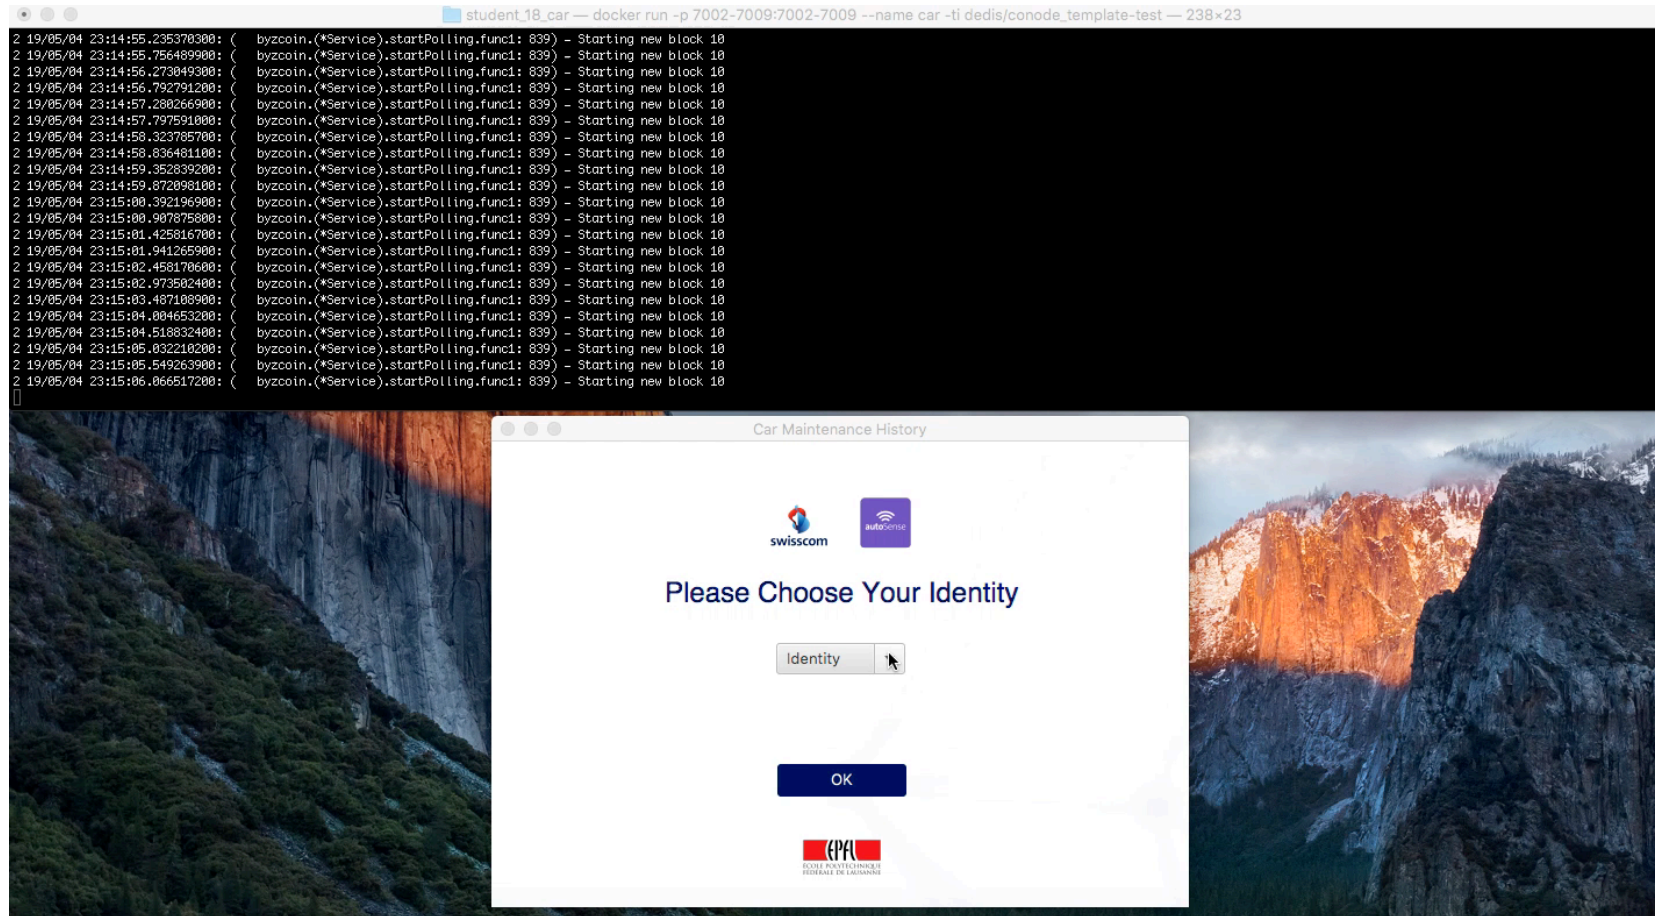 student_18_car — docker run -p 7002-7009:7002-7009 --name car -ti dedis/conode_template-test — 238×23
2 19/05/04 23:14:55.235370300: (   byzcoin.(*Service).startPolling.func1: 839) - Starting new block 10
2 19/05/04 23:14:55.756489900: (   byzcoin.(*Service).startPolling.func1: 839) - Starting new block 10
2 19/05/04 23:14:56.273049300: (   byzcoin.(*Service).startPolling.func1: 839) - Starting new block 10
2 19/05/04 23:14:56.792791200: (   byzcoin.(*Service).startPolling.func1: 839) - Starting new block 10
2 19/05/04 23:14:57.280266900: (   byzcoin.(*Service).startPolling.func1: 839) - Starting new block 10
2 19/05/04 23:14:57.797591000: (   byzcoin.(*Service).startPolling.func1: 839) - Starting new block 10
2 19/05/04 23:14:58.323785700: (   byzcoin.(*Service).startPolling.func1: 839) - Starting new block 10
2 19/05/04 23:14:58.836481100: (   byzcoin.(*Service).startPolling.func1: 839) - Starting new block 10
2 19/05/04 23:14:59.352839200: (   byzcoin.(*Service).startPolling.func1: 839) - Starting new block 10
2 19/05/04 23:14:59.872098100: (   byzcoin.(*Service).startPolling.func1: 839) - Starting new block 10
2 19/05/04 23:15:00.392196900: (   byzcoin.(*Service).startPolling.func1: 839) - Starting new block 10
2 19/05/04 23:15:00.907875800: (   byzcoin.(*Service).startPolling.func1: 839) - Starting new block 10
2 19/05/04 23:15:01.425816700: (   byzcoin.(*Service).startPolling.func1: 839) - Starting new block 10
2 19/05/04 23:15:01.941265900: (   byzcoin.(*Service).startPolling.func1: 839) - Starting new block 10
2 19/05/04 23:15:02.458170600: (   byzcoin.(*Service).startPolling.func1: 839) - Starting new block 10
2 19/05/04 23:15:02.973502400: (   byzcoin.(*Service).startPolling.func1: 839) - Starting new block 10
2 19/05/04 23:15:03.487108900: (   byzcoin.(*Service).startPolling.func1: 839) - Starting new block 10
2 19/05/04 23:15:04.004653200: (   byzcoin.(*Service).startPolling.func1: 839) - Starting new block 10
2 19/05/04 23:15:04.518832400: (   byzcoin.(*Service).startPolling.func1: 839) - Starting new block 10
2 19/05/04 23:15:05.032210200: (   byzcoin.(*Service).startPolling.func1: 839) - Starting new block 10
2 19/05/04 23:15:05.549263900: (   byzcoin.(*Service).startPolling.func1: 839) - Starting new block 10
2 19/05/04 23:15:06.066517200: (   byzcoin.(*Service).startPolling.func1: 839) - Starting new block 10
Car Maintenance History
swisscom
autoSense
Please Choose Your Identity
Identity
OK
EPFL
ÉCOLE POLYTECHNIQUE
FÉDÉRALE DE LAUSANNE